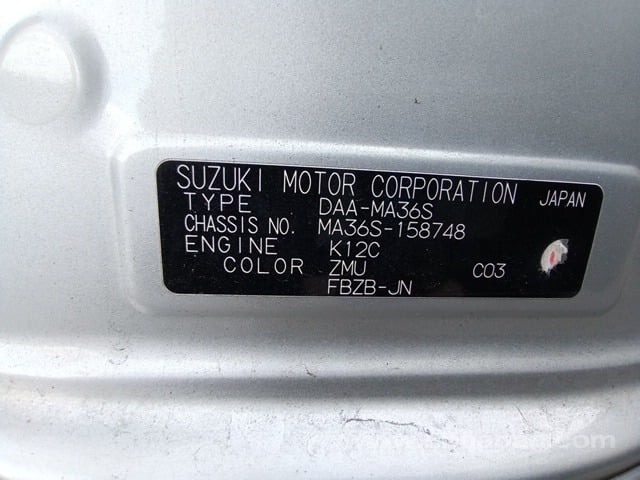 SUZUKI MOTOR CORPORATION JAPAN
TYPE DAA-MA36S
CHASSIS NO. MA36S-158748
ENGINE K12C
COLOR ZMU C03
FBZB-JN